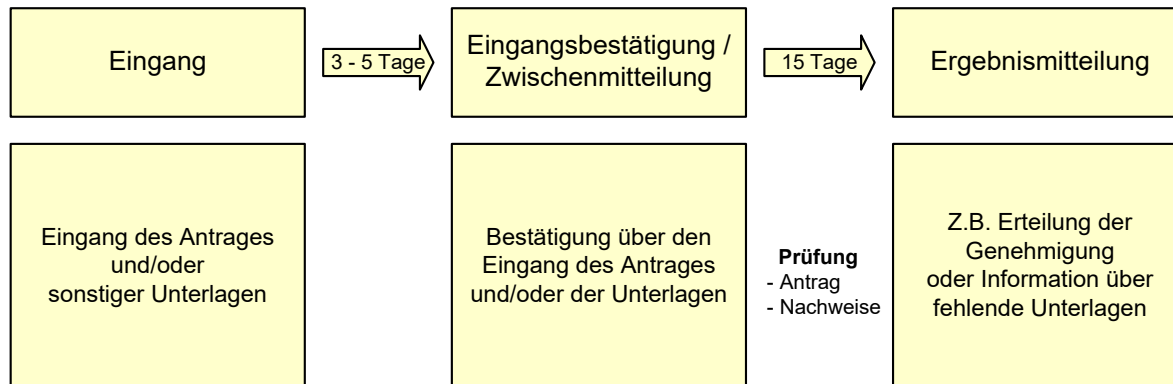 Eingang
3 - 5 Tage
Eingangsbestätigung /
Zwischenmitteilung
15 Tage
Ergebnismitteilung
Eingang des Antrages
und/oder
sonstiger Unterlagen
Bestätigung über den
Eingang des Antrages
und/oder der Unterlagen
Prüfung
- Antrag
- Nachweise
Z.B. Erteilung der
Genehmigung
oder Information über
fehlende Unterlagen